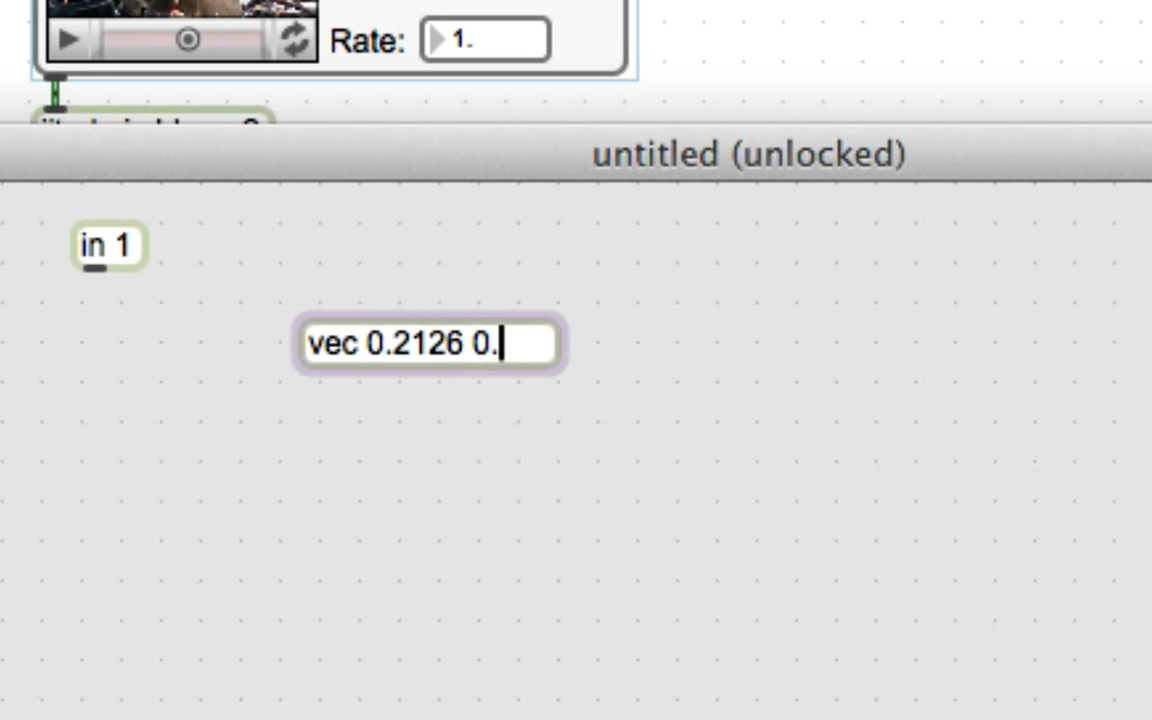 Rate: 1.
untitled (unlocked)
in 1
vec 0.2126 0.